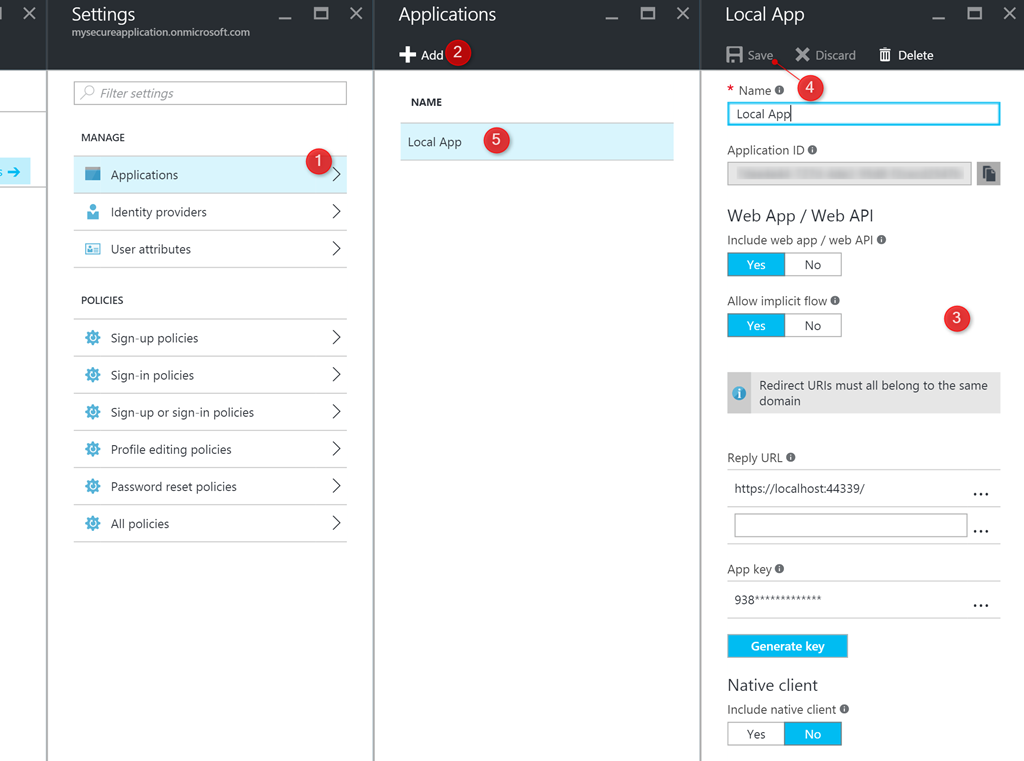 Settings
mysecureapplication.onmicrosoft.com
Filter settings
MANAGE
Applications
1
Identity providers
User attributes
POLICIES
Sign-up policies
Sign-in policies
Sign-up or sign-in policies
Profile editing policies
Password reset policies
All policies
Applications
Add 2
NAME
Local App 5
Local App
Save Discard Delete
4
* Name
Local App
Application ID
Web App / Web API
Include web app / web API
Yes No
Allow implicit flow
Yes No
3
Redirect URIs must all belong to the same
domain
Reply URL
https://localhost:44339/ ...
...
App key
938************* ...
Generate key
Native client
Include native client
Yes No